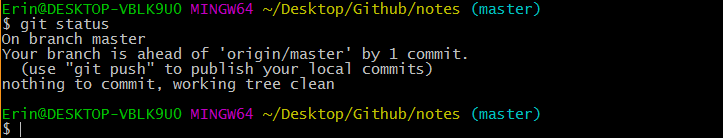 Erin@DESKTOP-VBLK9UO MINGW64 ~/Desktop/Github/notes (master)
$ git status
On branch master
Your branch is ahead of 'origin/master' by 1 commit.
  (use "git push" to publish your local commits)
nothing to commit, working tree clean

Erin@DESKTOP-VBLK9UO MINGW64 ~/Desktop/Github/notes (master)
$